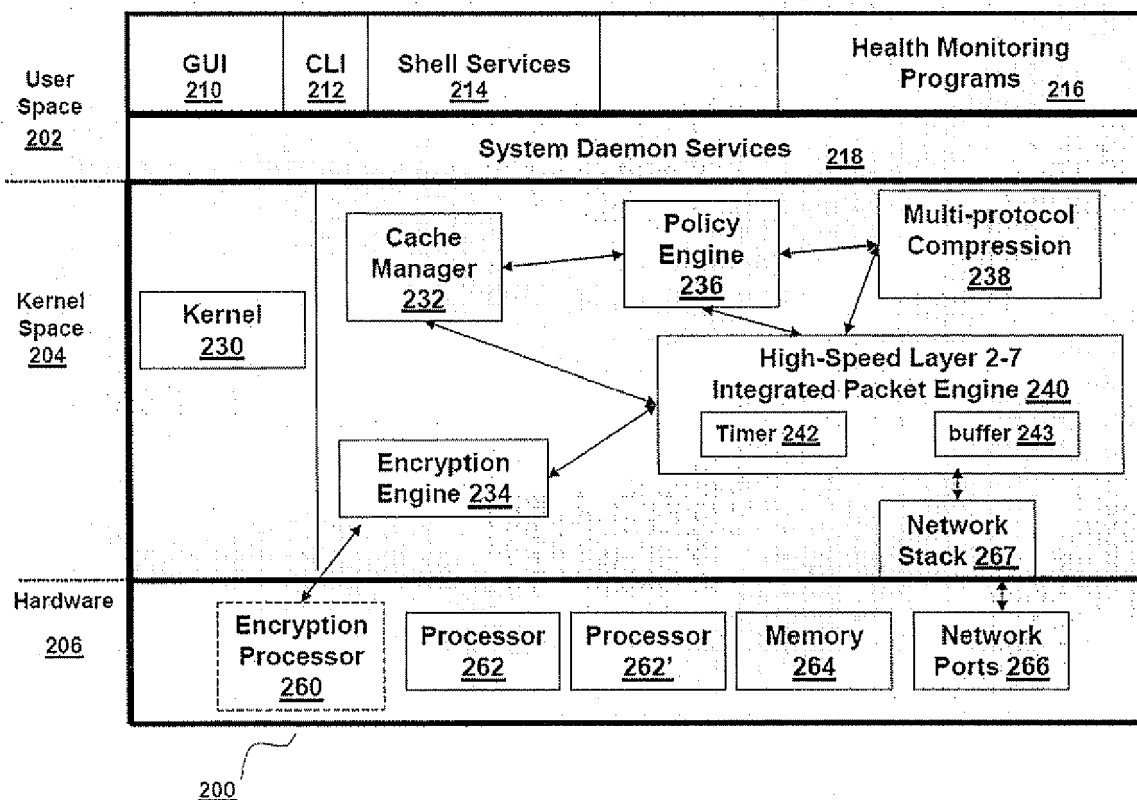 User
Space
202
GUI
210
CLI
212
Shell Services
214
Health Monitoring
Programs
216
System Daemon Services 218
Kernel
Space
204
Kernel
230
Cache
Manager
232
Policy
Engine
236
Multi-protocol
Compression
238
High-Speed Layer 2-7
Integrated Packet Engine 240
Timer 242
buffer 243
Encryption
Engine 234
Network
Stack 267
Hardware
206
Encryption
Processor
260
Processor
262
Processor
262'
Memory
264
Network
Ports 266
200